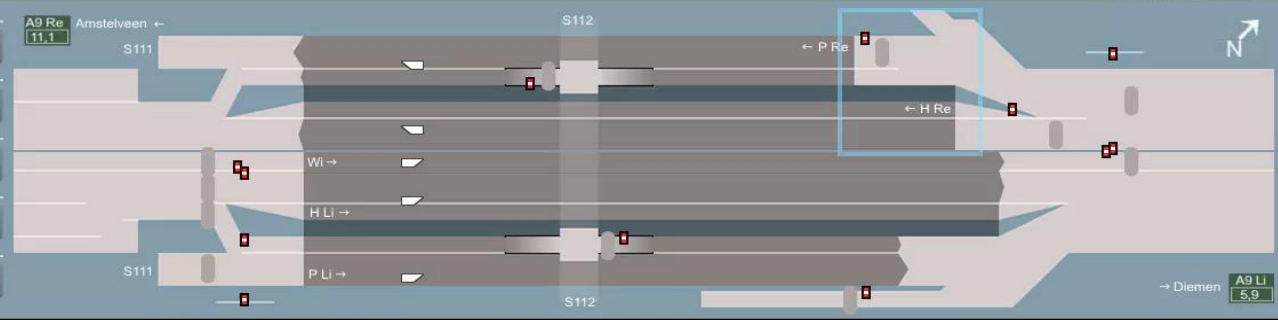 A9 Re
11,1
Amstelveen ←
S111
S112
← P Re
N
← H Re
Wi →
H Li →
S111
P Li →
S112
→ Diemen
A9 Li
5,9